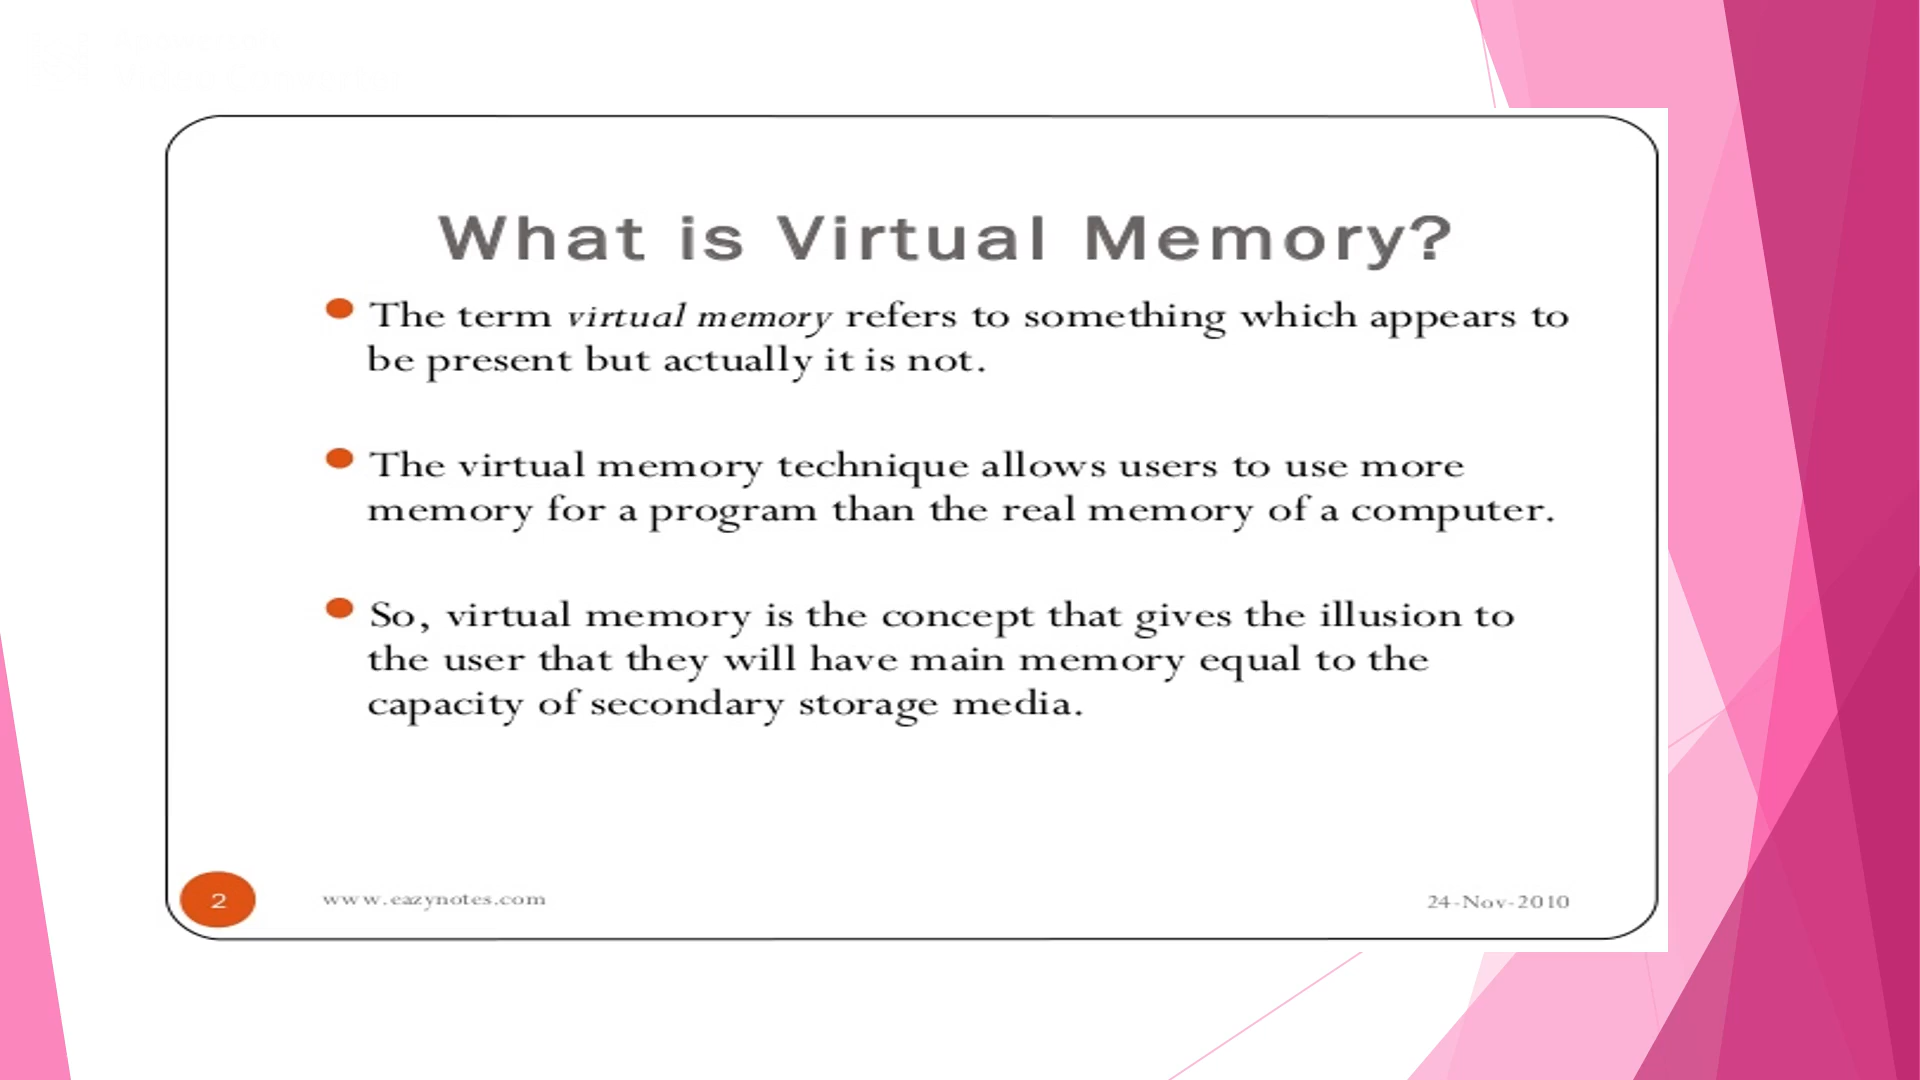 What is Virtual Memory?
The term virtual memory refers to something which appears to
be present but actually it is not.
The virtual memory technique allows users to use more
memory for a program than the real memory of a computer.
So, virtual memory is the concept that gives the illusion to
the user that they will have main memory equal to the
capacity of secondary storage media.
2
www.eazynotes.com
24-Nov-2010